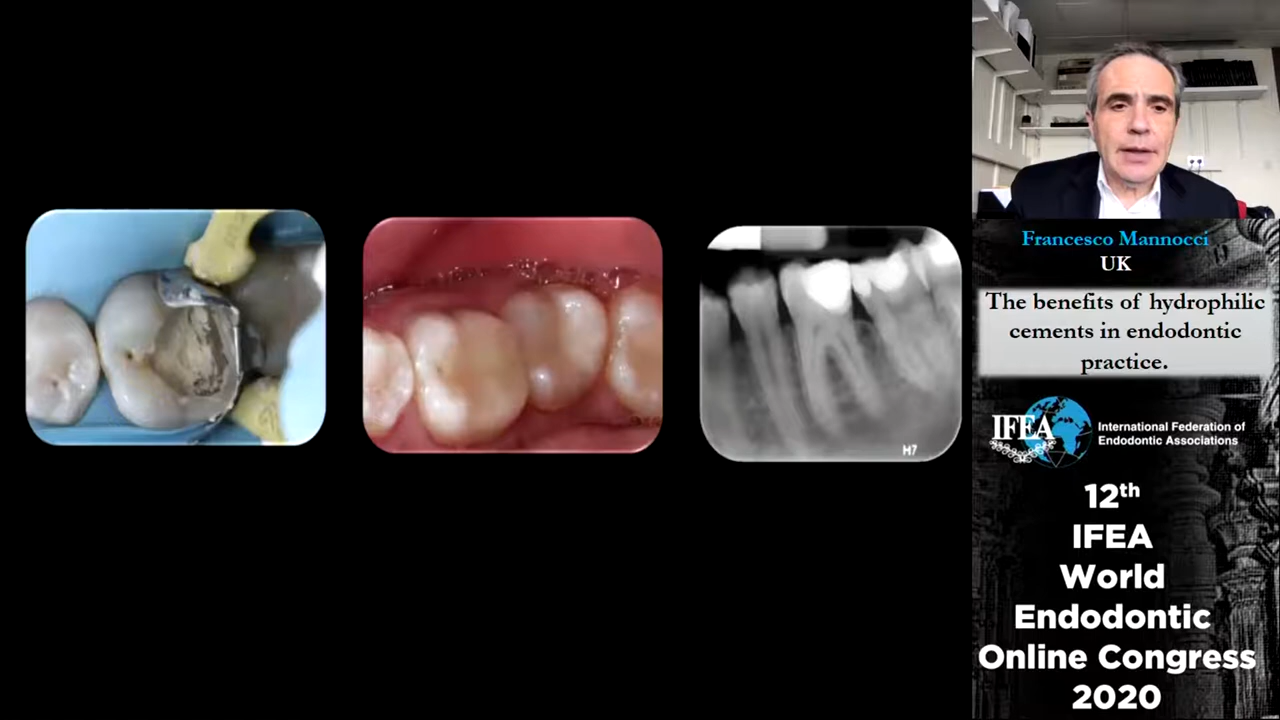 H7
Francesco Mannocci
UK
The benefits of hydrophilic
cements in endodontic
practice.
IFEA
International Federation of
Endodontic Associations
12th
IFEA
World
Endodontic
Online Congress
2020